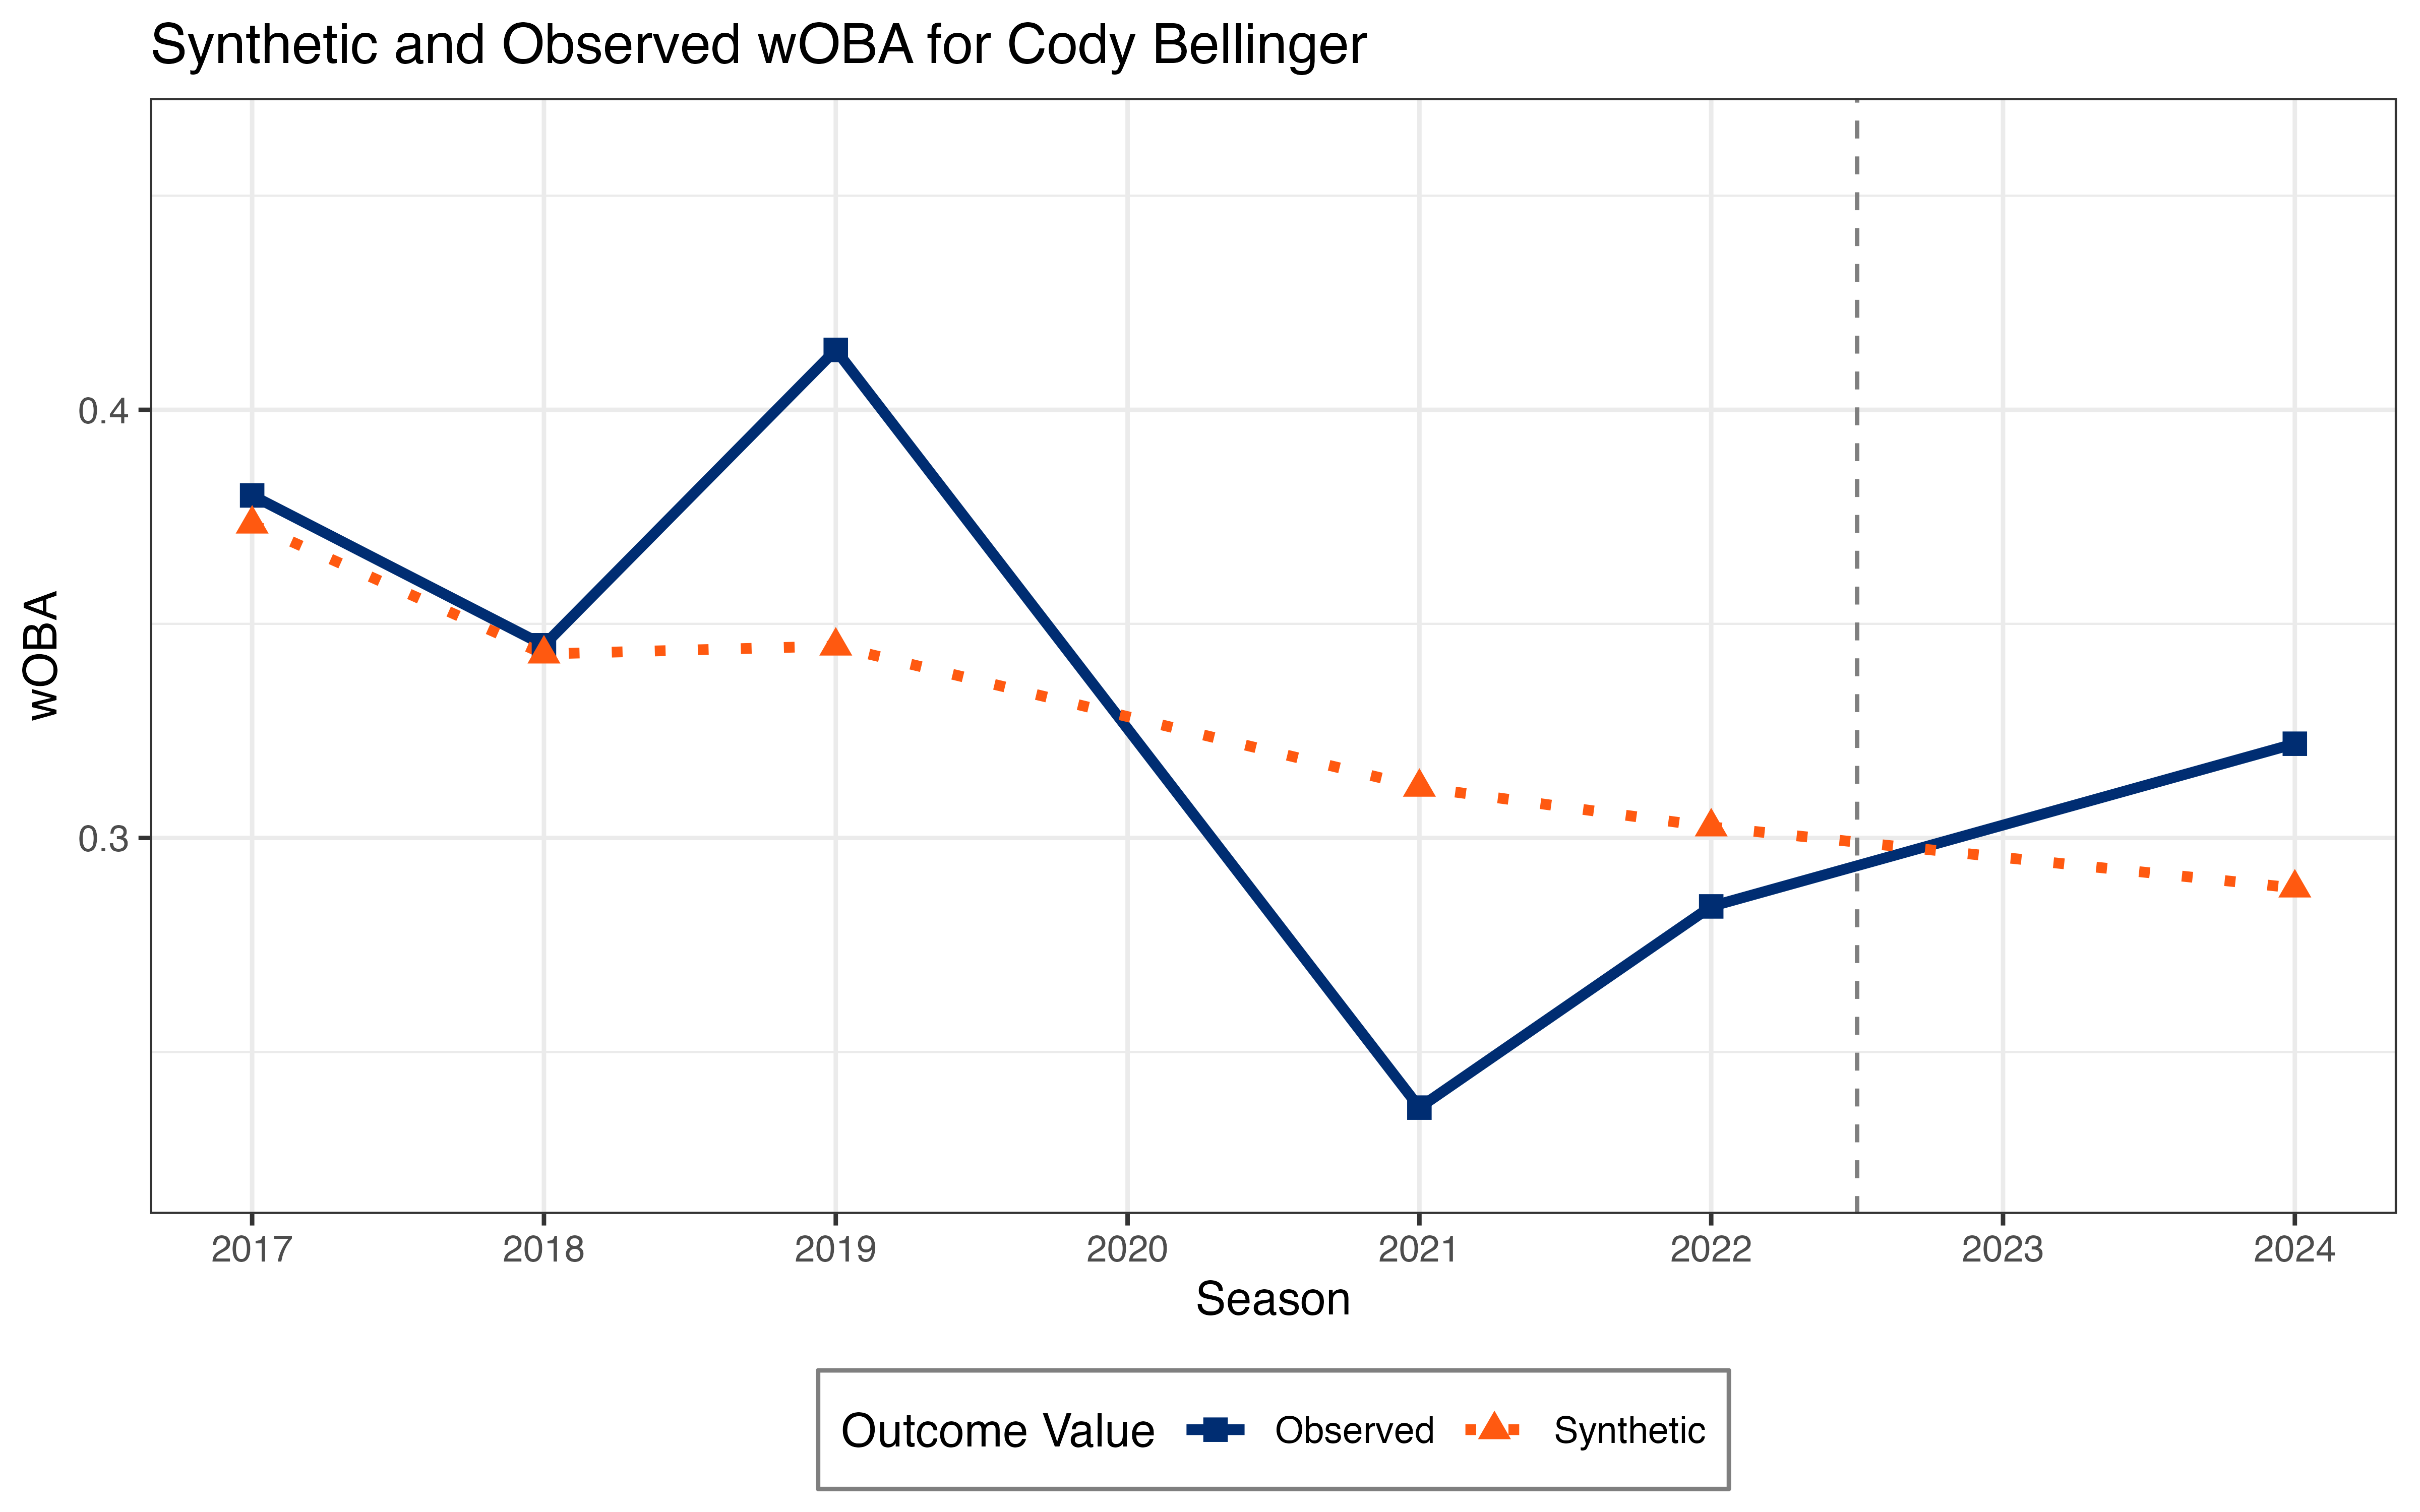 Synthetic and Observed wOBA for Cody Bellinger
wOBA
0.4
0.3
2017 2018 2019 2020 2021 2022 2023 2024
Season
Outcome Value Observed Synthetic